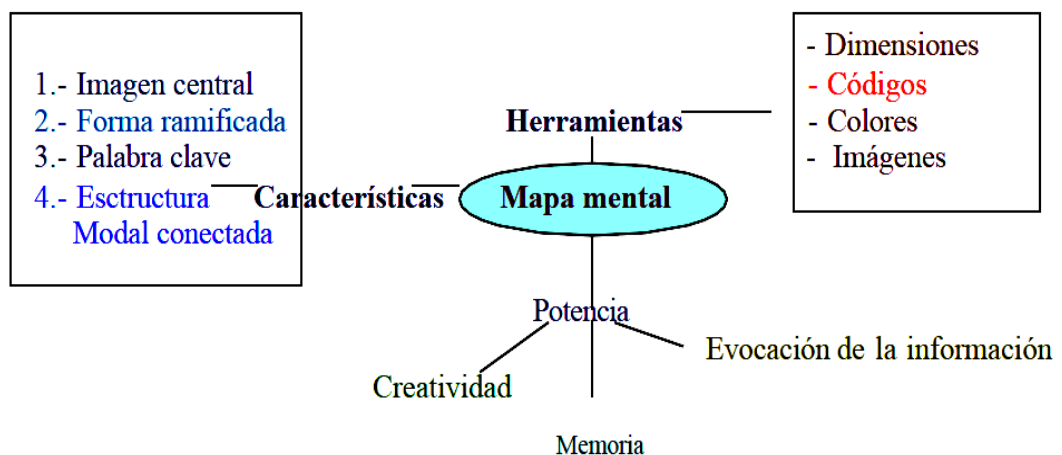 1.- Imagen central
2.- Forma ramificada
3.- Palabra clave
4.- Esctructura
Modal conectada
Características
Herramientas
- Dimensiones
- Códigos
- Colores
- Imágenes
Mapa mental
Potencia
Creatividad
Evocación de la información
Memoria